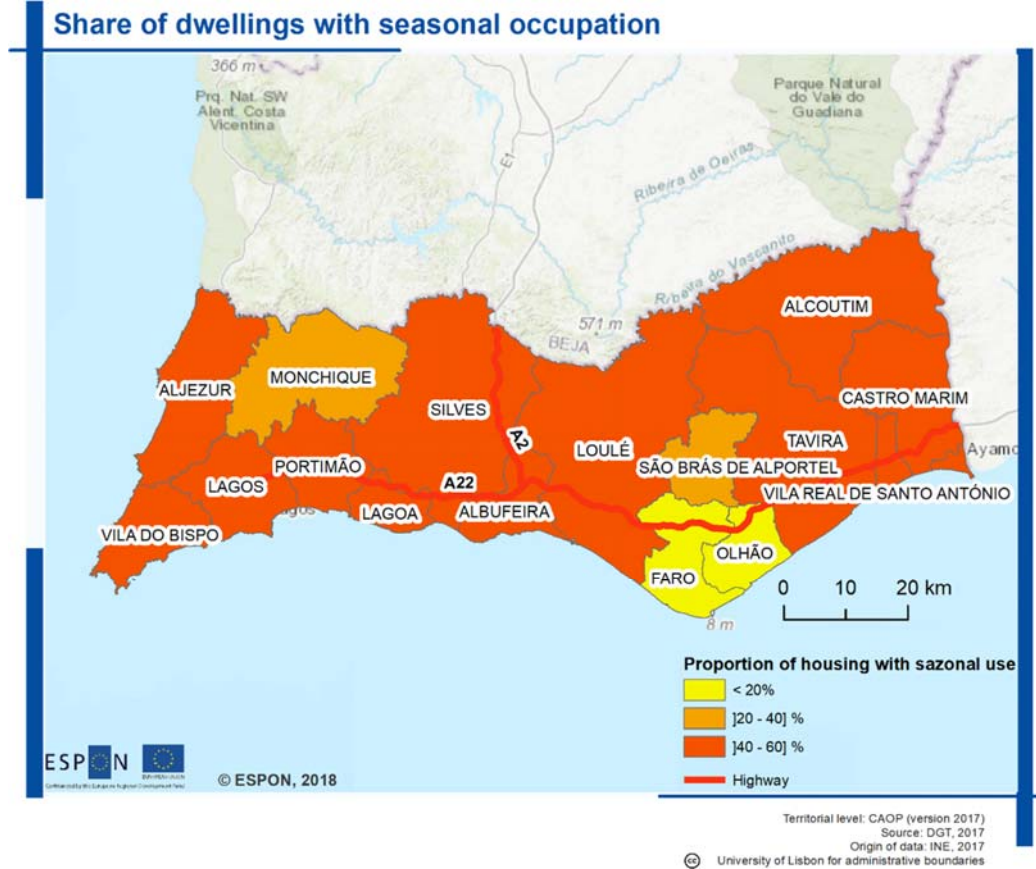 Share of dwellings with seasonal occupation
366 m
Prq. Nat. SW
Alent. Costa
Vicentina
Parque Natural
do Vale do
Guadiana
E1
Ribeira de Oeiras
Ribeira do Vascanito
571 m
BEJA
ALCOUTIM
MONCHIQUE
ALJEZUR
CASTRO MARIM
SILVES
A2
LOULÉ
TAVIRA
Ayamo
PORTIMÃO
SÃO BRÁS DE ALPORTEL
LAGOS
A22
VILA REAL DE SANTO ANTÓNIO
LAGOA
ALBUFEIRA
VILA DO BISPO
OLHÃO
FARO
0 10 20 km
8 m
Proportion of housing with sazonal use
< 20%
]20 - 40] %
]40 - 60] %
Highway
ESPON
© ESPON, 2018
Territorial level: CAOP (version 2017)
Source: DGT, 2017
Origin of data: INE, 2017
cc University of Lisbon for administrative boundaries